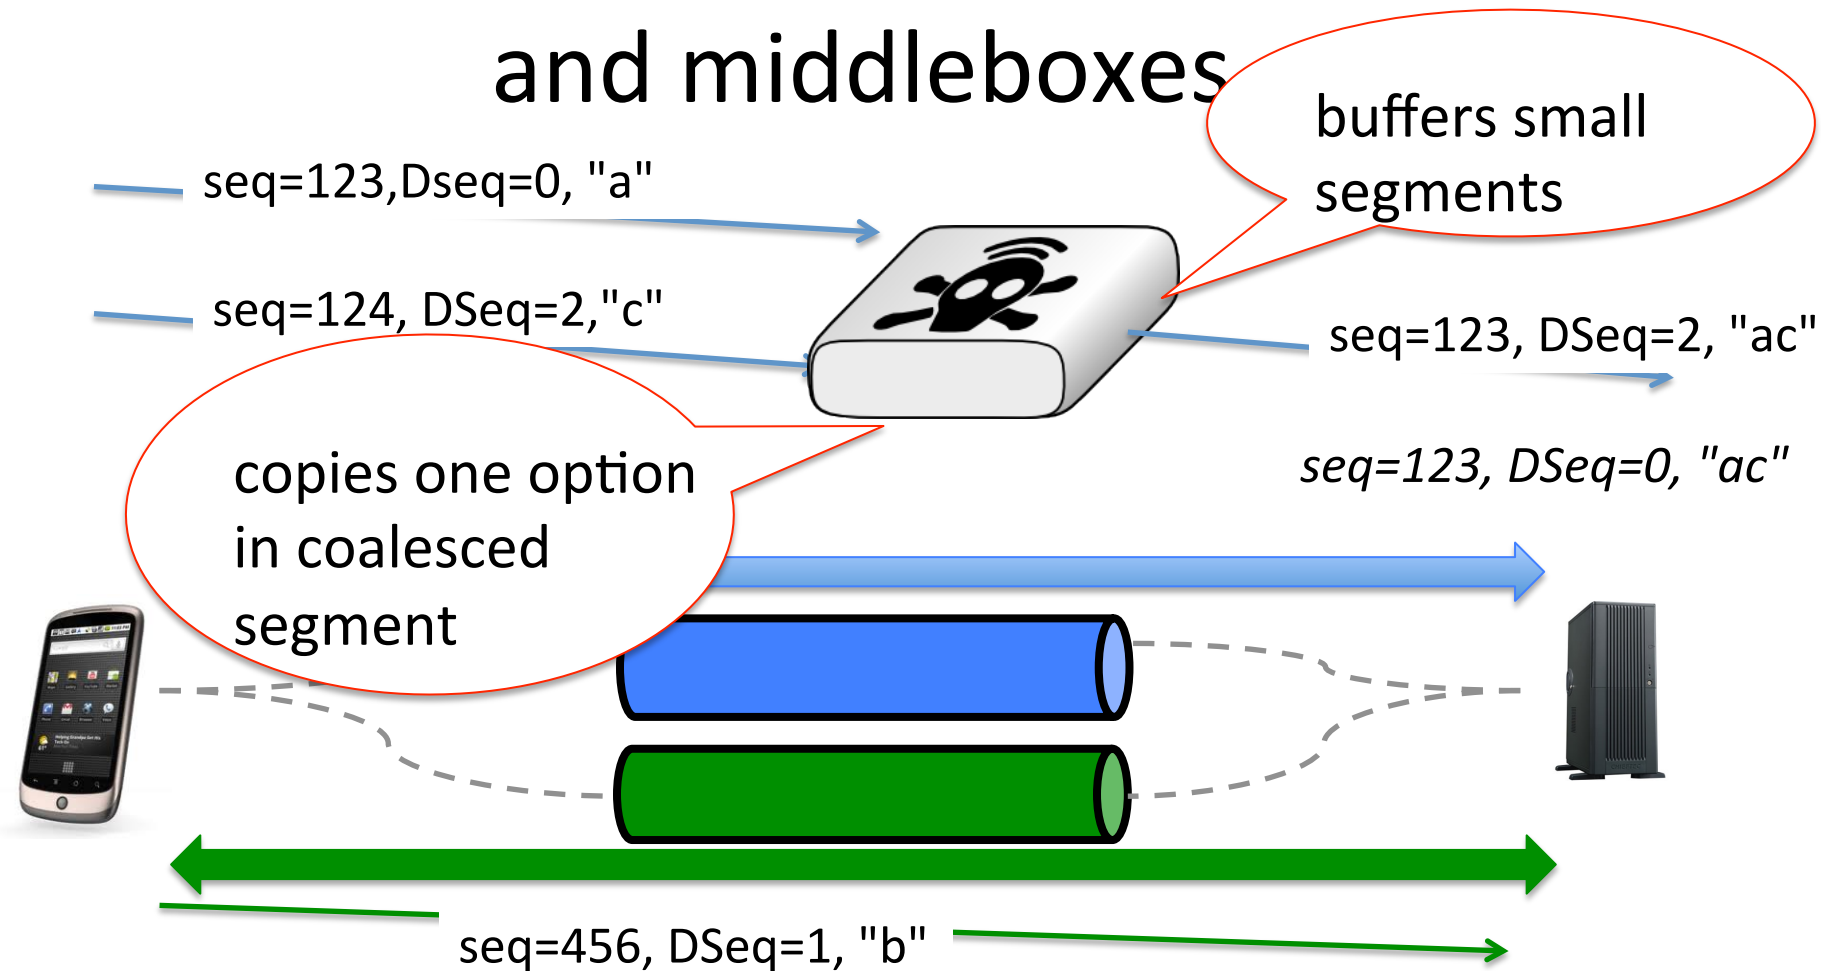 and middleboxes
buffers small
segments
seq=123,Dseq=0, "a"
seq=124, DSeq=2,"c"
seq=123, DSeq=2, "ac"
seq=123, DSeq=0, "ac"
copies one option
in coalesced
segment
seq=456, DSeq=1, "b"